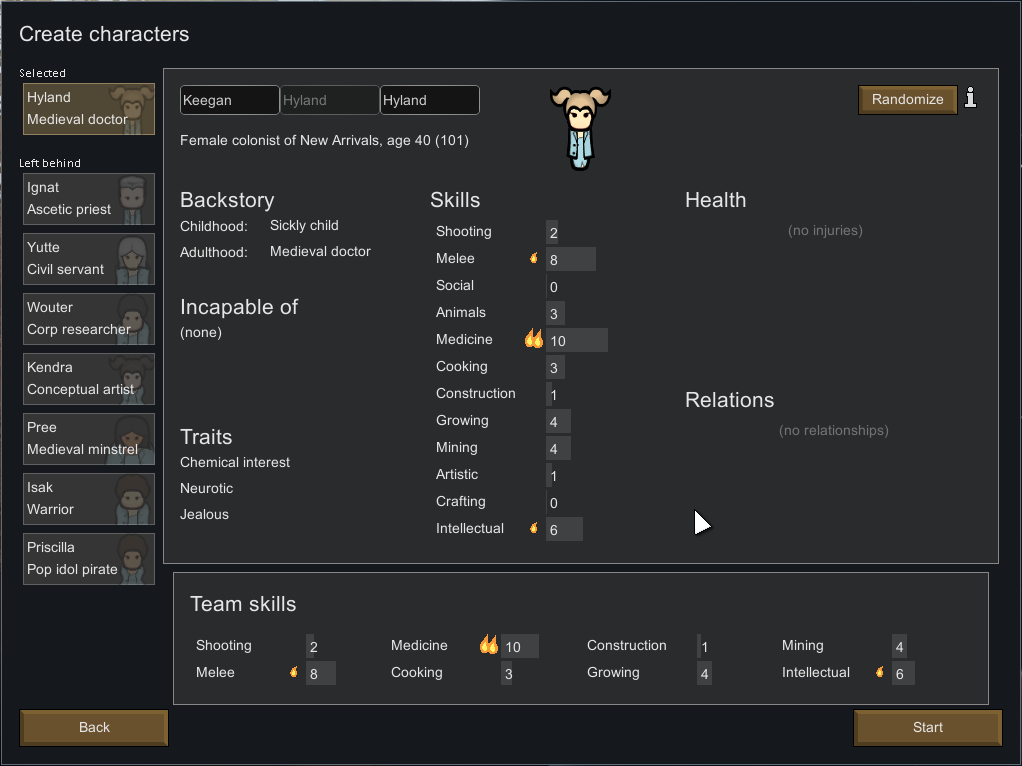 Create characters
Selected
Hyland
Medieval doctor
Left behind
Ignat
Ascetic priest
Yutte
Civil servant
Wouter
Corp researcher
Kendra
Conceptual artist
Pree
Medieval minstrel
Isak
Warrior
Priscilla
Pop idol pirate
Keegan Hyland Hyland
Randomize
Female colonist of New Arrivals, age 40 (101)
Backstory
Childhood: Sickly child
Adulthood: Medieval doctor
Incapable of
(none)
Traits
Chemical interest
Neurotic
Jealous
Skills
Shooting 2
Melee 8
Social 0
Animals 3
Medicine 10
Cooking 3
Construction 1
Growing 4
Mining 4
Artistic 1
Crafting 0
Intellectual 6
Health
(no injuries)
Relations
(no relationships)
Team skills
Shooting 2 Medicine 10 Construction 1 Mining 4
Melee 8 Cooking 3 Growing 4 Intellectual 6
Back
Start